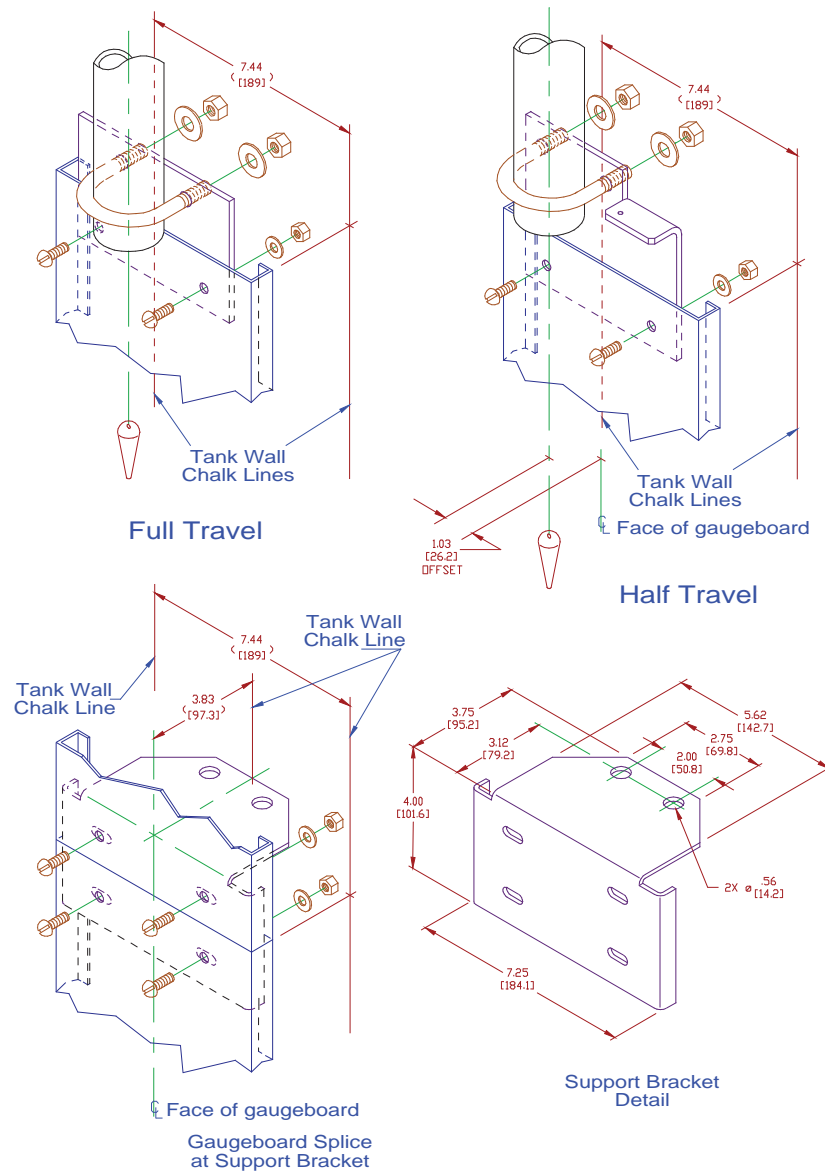 7.44
[189]
Tank Wall
Chalk Lines
Full Travel
7.44
[189]
Tank Wall
Chalk Lines
℄ Face of gaugeboard
1.03
[26.2]
OFFSET
Half Travel
7.44
(189]
Tank Wall
Chalk Line
Tank Wall
Chalk Line
3.83
[97.3]
℄ Face of gaugeboard
Gaugeboard Splice
at Support Bracket
3.75
[95.2]
3.12
[79.2]
4.00
[101.6]
5.62
[142.7]
2.75
[69.8]
2.00
[50.8]
2X ø .56
[14.2]
7.25
[184.1]
Support Bracket
Detail